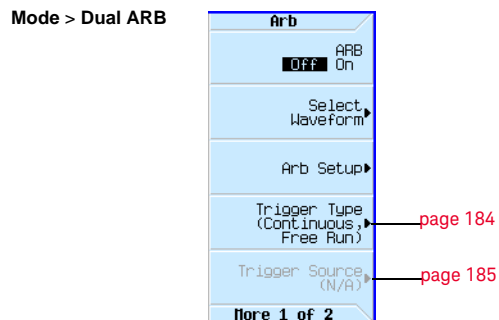 Mode > Dual ARB
Arb
ARB
Off On
Select
Waveform
Arb Setup
Trigger Type
(Continuous,
Free Run)
page 184
Trigger Source
(N/A)
page 185
More 1 of 2